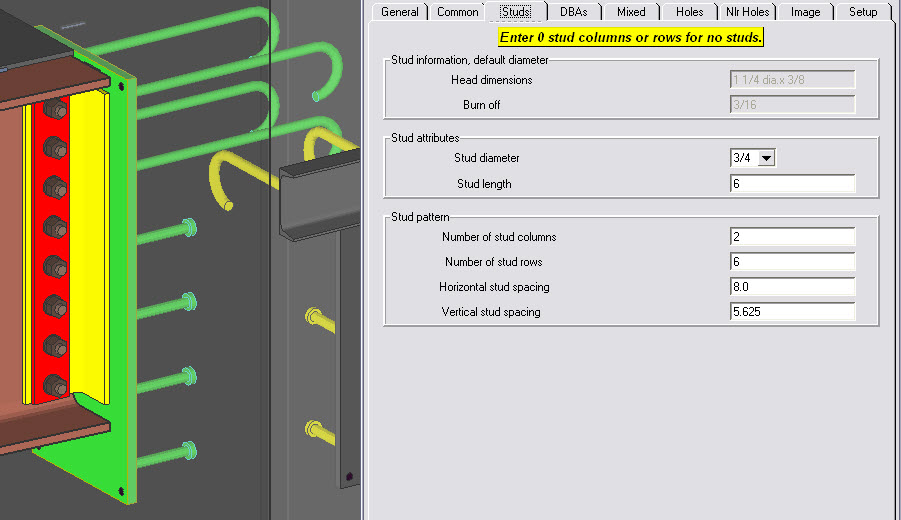 General Common Studs DBAs Mixed Holes Nlr Holes Image Setup
Enter 0 stud columns or rows for no studs.
Stud information, default diameter
Head dimensions 1 1/4 dia.x 3/8
Burn off 3/16
Stud attributes
Stud diameter 3/4
Stud length 6
Stud pattern
Number of stud columns 2
Number of stud rows 6
Horizontal stud spacing 8.0
Vertical stud spacing 5.625